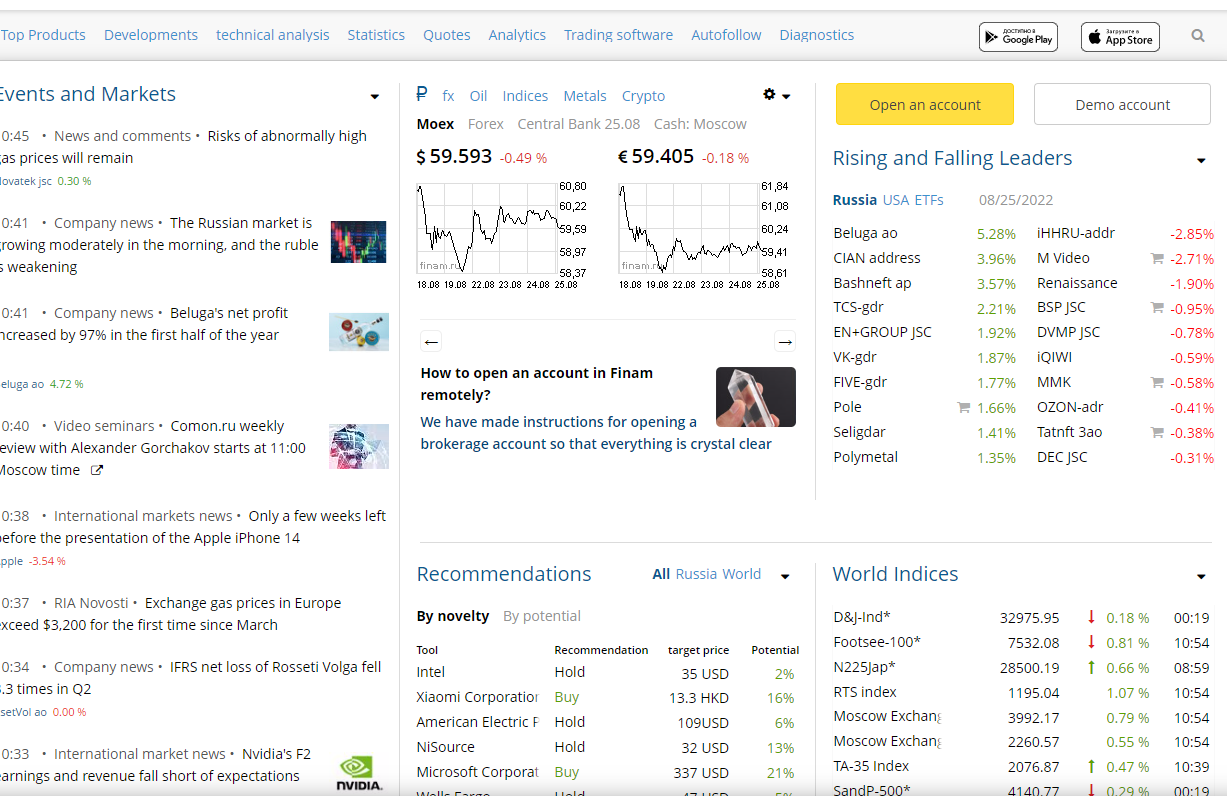 Top Products Developments technical analysis Statistics Quotes Analytics Trading software Autofollow Diagnostics
ДОСТУПНО В
Google Play
Загрузите в
App Store
Events and Markets
0:45 • News and comments • Risks of abnormally high
gas prices will remain
Novatek jsc 0.30 %
0:41 • Company news • The Russian market is
growing moderately in the morning, and the ruble
is weakening
0:41 • Company news • Beluga's net profit
increased by 97% in the first half of the year
Beluga ao 4.72 %
0:40 • Video seminars • Comon.ru weekly
review with Alexander Gorchakov starts at 11:00
Moscow time
0:38 • International markets news • Only a few weeks left
before the presentation of the Apple iPhone 14
Apple -3.54 %
0:37 • RIA Novosti • Exchange gas prices in Europe
exceed $3,200 for the first time since March
0:34 • Company news • IFRS net loss of Rosseti Volga fell
3.3 times in Q2
setVol ao 0.00 %
0:33 • International market news • Nvidia's F2
earnings and revenue fall short of expectations
NVIDIA.
₽ fx Oil Indices Metals Crypto
Moex Forex Central Bank 25.08 Cash: Moscow
$ 59.593 -0.49 %
60,80
60,22
59,59
58,97
58,37
finam.ru
18.08 19.08 22.08 23.08 24.08 25.08
€ 59.405 -0.18 %
61,84
61,08
60,24
59,41
58,61
finam.ru
18.08 19.08 22.08 23.08 24.08 25.08
← →
How to open an account in Finam
remotely?
We have made instructions for opening a
brokerage account so that everything is crystal clear
Open an account Demo account
Rising and Falling Leaders
Russia USA ETFs 08/25/2022
Beluga ao 5.28% iHHRU-addr -2.85%
CIAN address 3.96% M Video -2.71%
Bashneft ap 3.57% Renaissance -1.90%
TCS-gdr 2.21% BSP JSC -0.95%
EN+GROUP JSC 1.92% DVMP JSC -0.78%
VK-gdr 1.87% iQIWI -0.59%
FIVE-gdr 1.77% MMK -0.58%
Pole 1.66% OZON-adr -0.41%
Seligdar 1.41% Tatnft 3ao -0.38%
Polymetal 1.35% DEC JSC -0.31%
Recommendations All Russia World
By novelty By potential
Tool Recommendation target price Potential
Intel Hold 35 USD 2%
Xiaomi Corporation Buy 13.3 HKD 16%
American Electric P Hold 109USD 6%
NiSource Hold 32 USD 13%
Microsoft Corporat Buy 337 USD 21%
Wells Fargo Hold 47 USD 5%
World Indices
D&J-Ind* 32975.95 ↓ 0.18 % 00:19
Footsee-100* 7532.08 ↓ 0.81 % 10:54
N225Jap* 28500.19 ↑ 0.66 % 08:59
RTS index 1195.04 1.07 % 10:54
Moscow Exchang 3992.17 0.79 % 10:54
Moscow Exchang 2260.57 0.55 % 10:54
TA-35 Index 2076.87 ↑ 0.47 % 10:39
SandP-500* 4140.77 ↓ 0.29 % 00:19